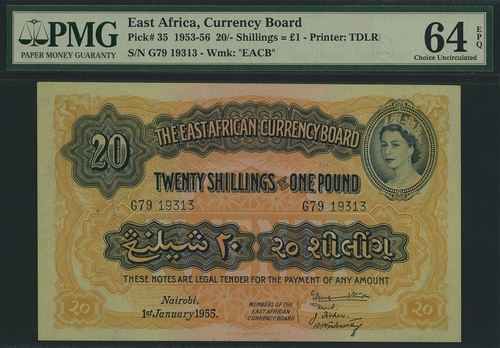 PMG
PAPER MONEY GUARANTY
East Africa, Currency Board
Pick# 35 1953-56 20/- Shillings = £1 - Printer: TDLR
S/N G79 19313 - Wmk: "EACB"
64 EPQ
Choice Uncirculated
20
THE EAST AFRICAN CURRENCY BOARD
TWENTY SHILLINGS OR ONE POUND
G79 19313 G79 19313
٢٠ شيلينغ
૨૦ શીલીંગ
THESE NOTES ARE LEGAL TENDER FOR THE PAYMENT OF ANY AMOUNT
Nairobi,
1st January 1955.
MEMBERS OF THE
EAST AFRICAN
CURRENCY BOARD
20 20